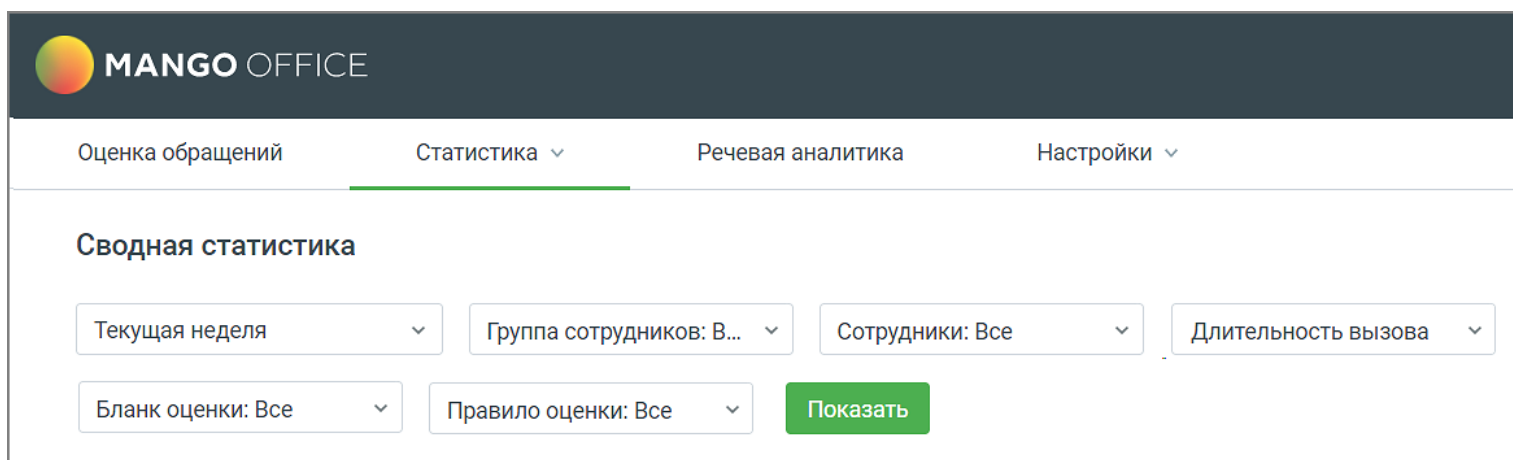 MANGO OFFICE
Оценка обращений Статистика Речевая аналитика Настройки
Сводная статистика
Текущая неделя Группа сотрудников: В... Сотрудники: Все Длительность вызова
Бланк оценки: Все Правило оценки: Все Показать